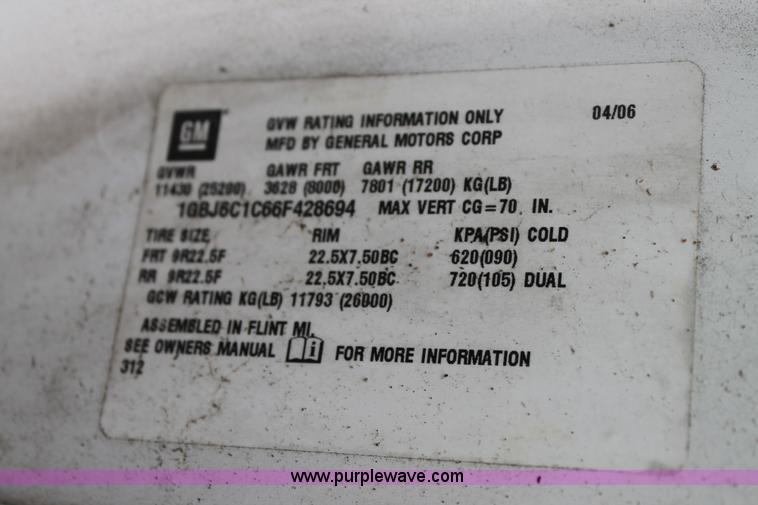 GM
GVW RATING INFORMATION ONLY 04/06
MFD BY GENERAL MOTORS CORP
GVWR GAWR FRT GAWR RR
11430 (25200) 3628 (8000) 7801 (17200) KG(LB)
1GBJ6C1C66F428694 MAX VERT CG=70 IN.
TIRE SIZE RIM KPA(PSI) COLD
FRT 9R22.5F 22.5X7.50BC 620(090)
RR 9R22.5F 22.5X7.50BC 720(105) DUAL
GCW RATING KG(LB) 11793 (26000)
ASSEMBLED IN FLINT MI.
SEE OWNERS MANUAL i FOR MORE INFORMATION
312
www.purplewave.com